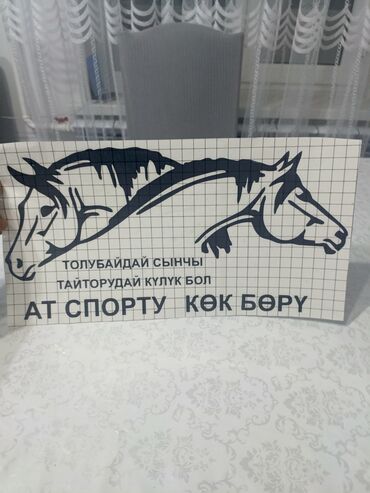 ТОЛУБАЙДАЙ СЫНЧЫ
ТАЙТОРУДАЙ КҮЛҮК БОЛ
АТ СПОРТУ КӨК БӨРҮ